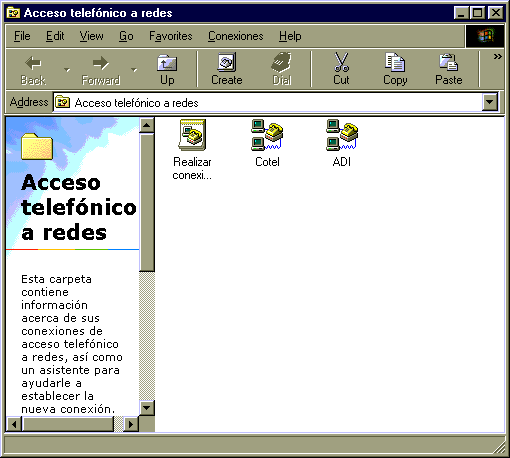 Acceso telefónico a redes
File Edit View Go Favorites Conexiones Help
Back Forward Up Create Dial Cut Copy Paste »
Address Acceso telefónico a redes
Acceso
telefónico
a redes
Esta carpeta
contiene
información
acerca de sus
conexiones de
acceso telefónico
a redes, así como
un asistente para
ayudarle a
establecer la
nueva conexión.
Realizar
conexi...
Cotel
ADI